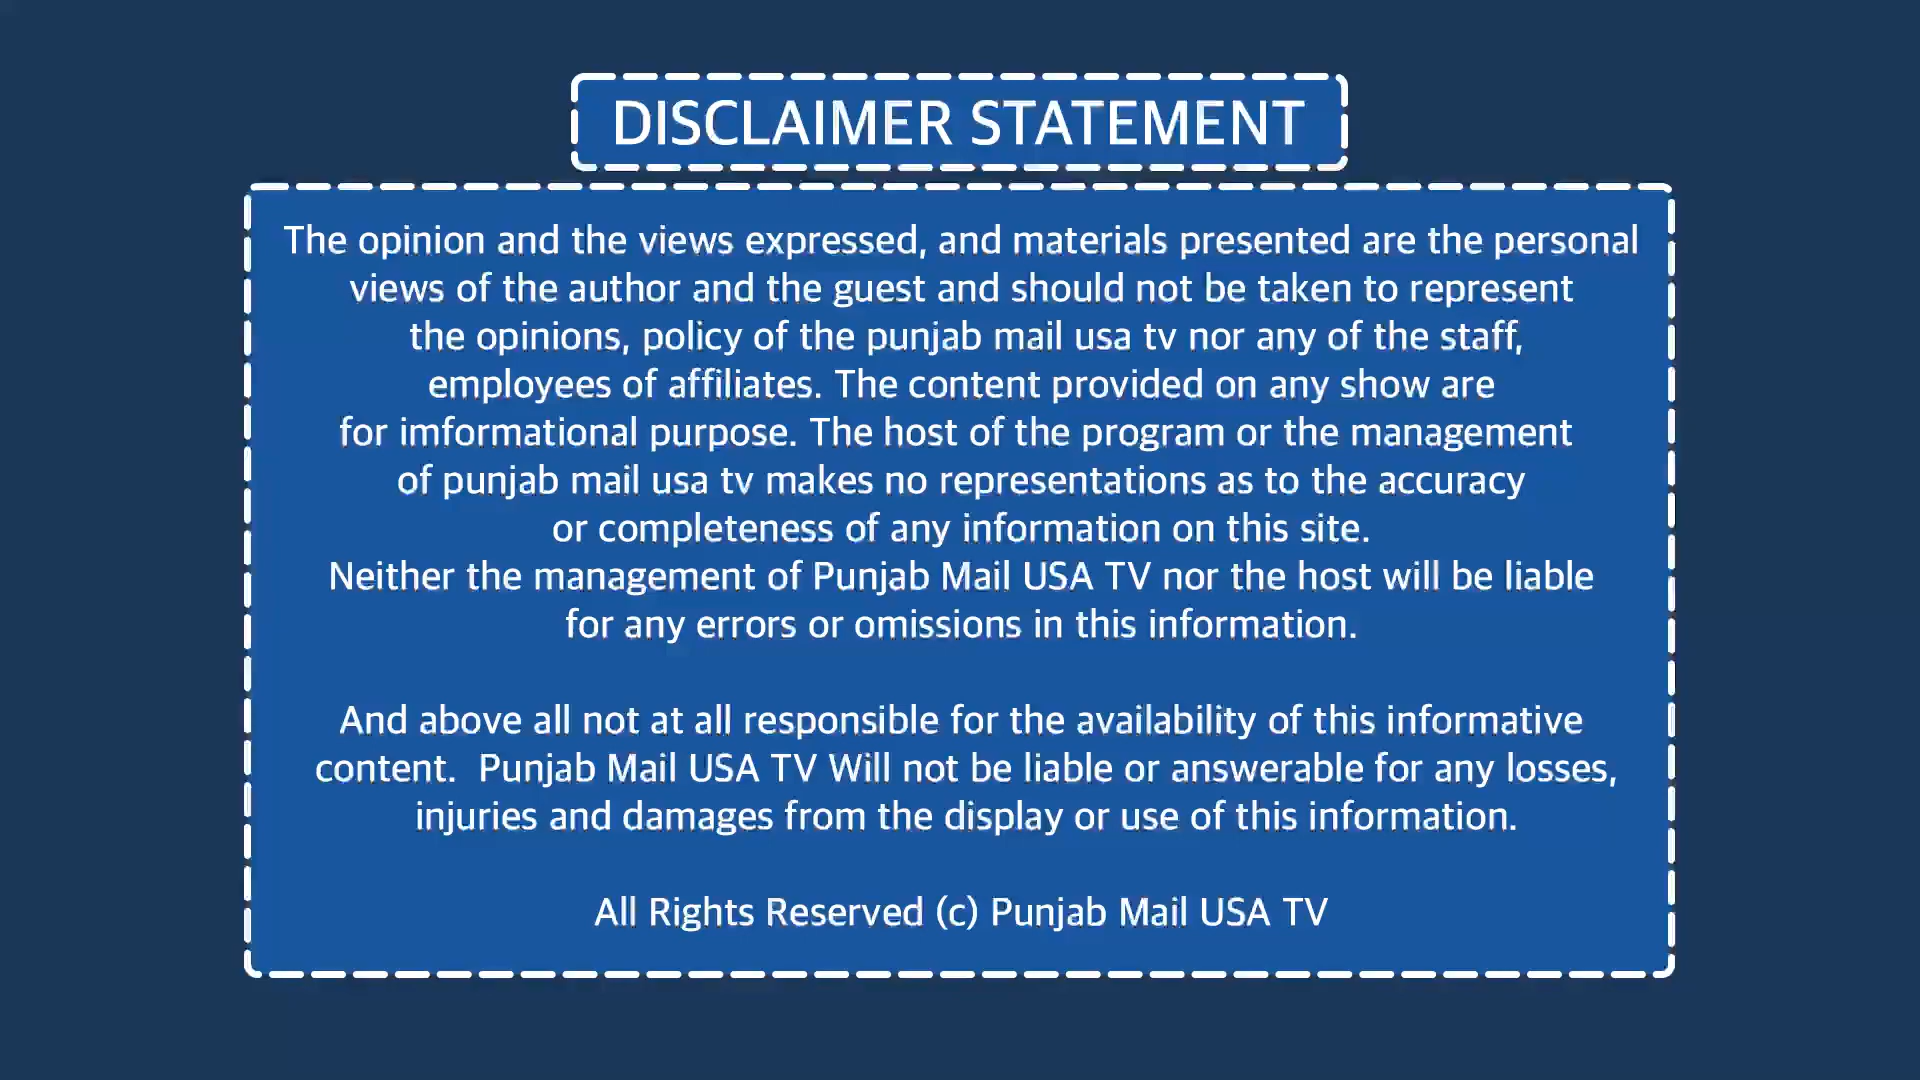 DISCLAIMER STATEMENT
The opinion and the views expressed, and materials presented are the personal
views of the author and the guest and should not be taken to represent
the opinions, policy of the punjab mail usa tv nor any of the staff,
employees of affiliates. The content provided on any show are
for imformational purpose. The host of the program or the management
of punjab mail usa tv makes no representations as to the accuracy
or completeness of any information on this site.
Neither the management of Punjab Mail USA TV nor the host will be liable
for any errors or omissions in this information.
And above all not at all responsible for the availability of this informative
content.  Punjab Mail USA TV Will not be liable or answerable for any losses,
injuries and damages from the display or use of this information.
All Rights Reserved (c) Punjab Mail USA TV